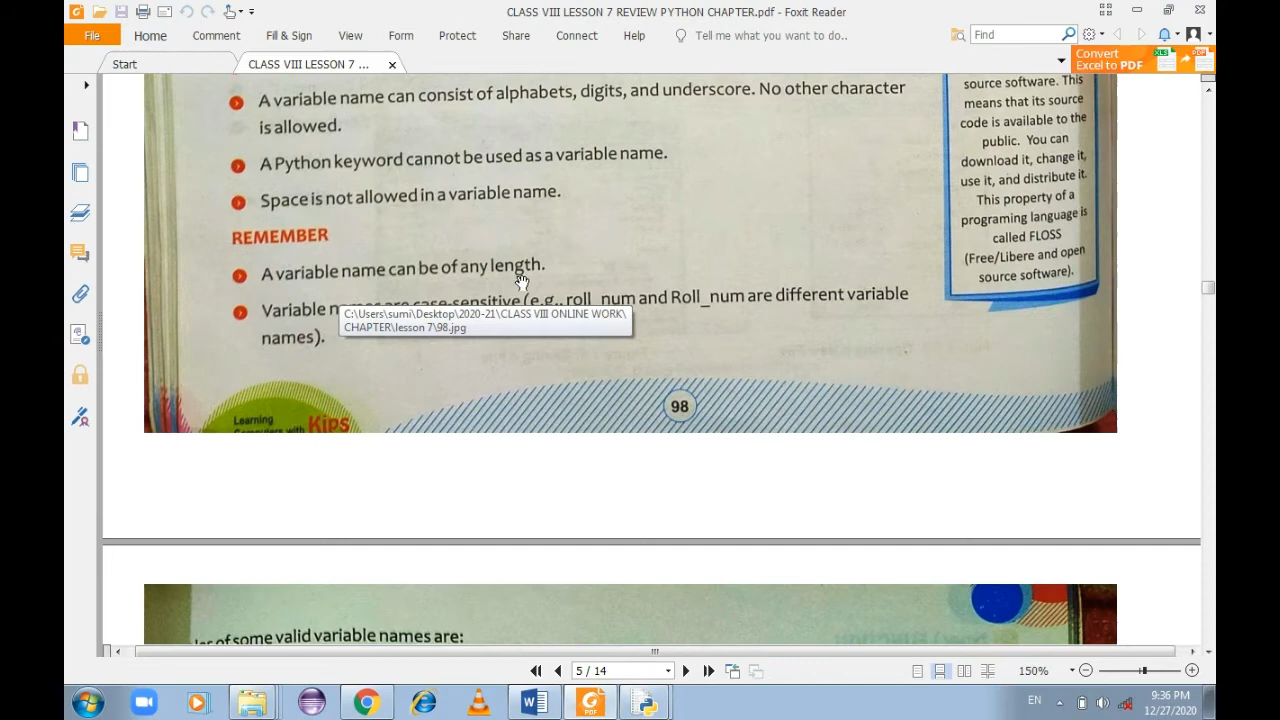 CLASS VIII LESSON 7 REVIEW PYTHON CHAPTER.pdf - Foxit Reader
File Home Comment Fill & Sign View Form Protect Share Connect Help Tell me what you want to do.. Find
Start CLASS VIII LESSON 7 ...
Convert
Excel to PDF
A variable name can consist of alphabets, digits, and underscore. No other character
is allowed.
A Python keyword cannot be used as a variable name.
Space is not allowed in a variable name.
REMEMBER
A variable name can be of any length.
Variable names are case-sensitive (e.g., roll_num and Roll_num are different variable
names).
C:\Users\sumi\Desktop\2020-21\CLASS VIII ONLINE WORK\
CHAPTER\lesson 7\98.jpg
source software. This
means that its source
code is available to the
public. You can
download it, change it,
use it, and distribute it.
This property of a
programing language is
called FLOSS
(Free/Libere and open
source software).
Learning
Computers with Kips
98
of some valid variable names are:
5 / 14
150%
EN
9:36 PM
12/27/2020